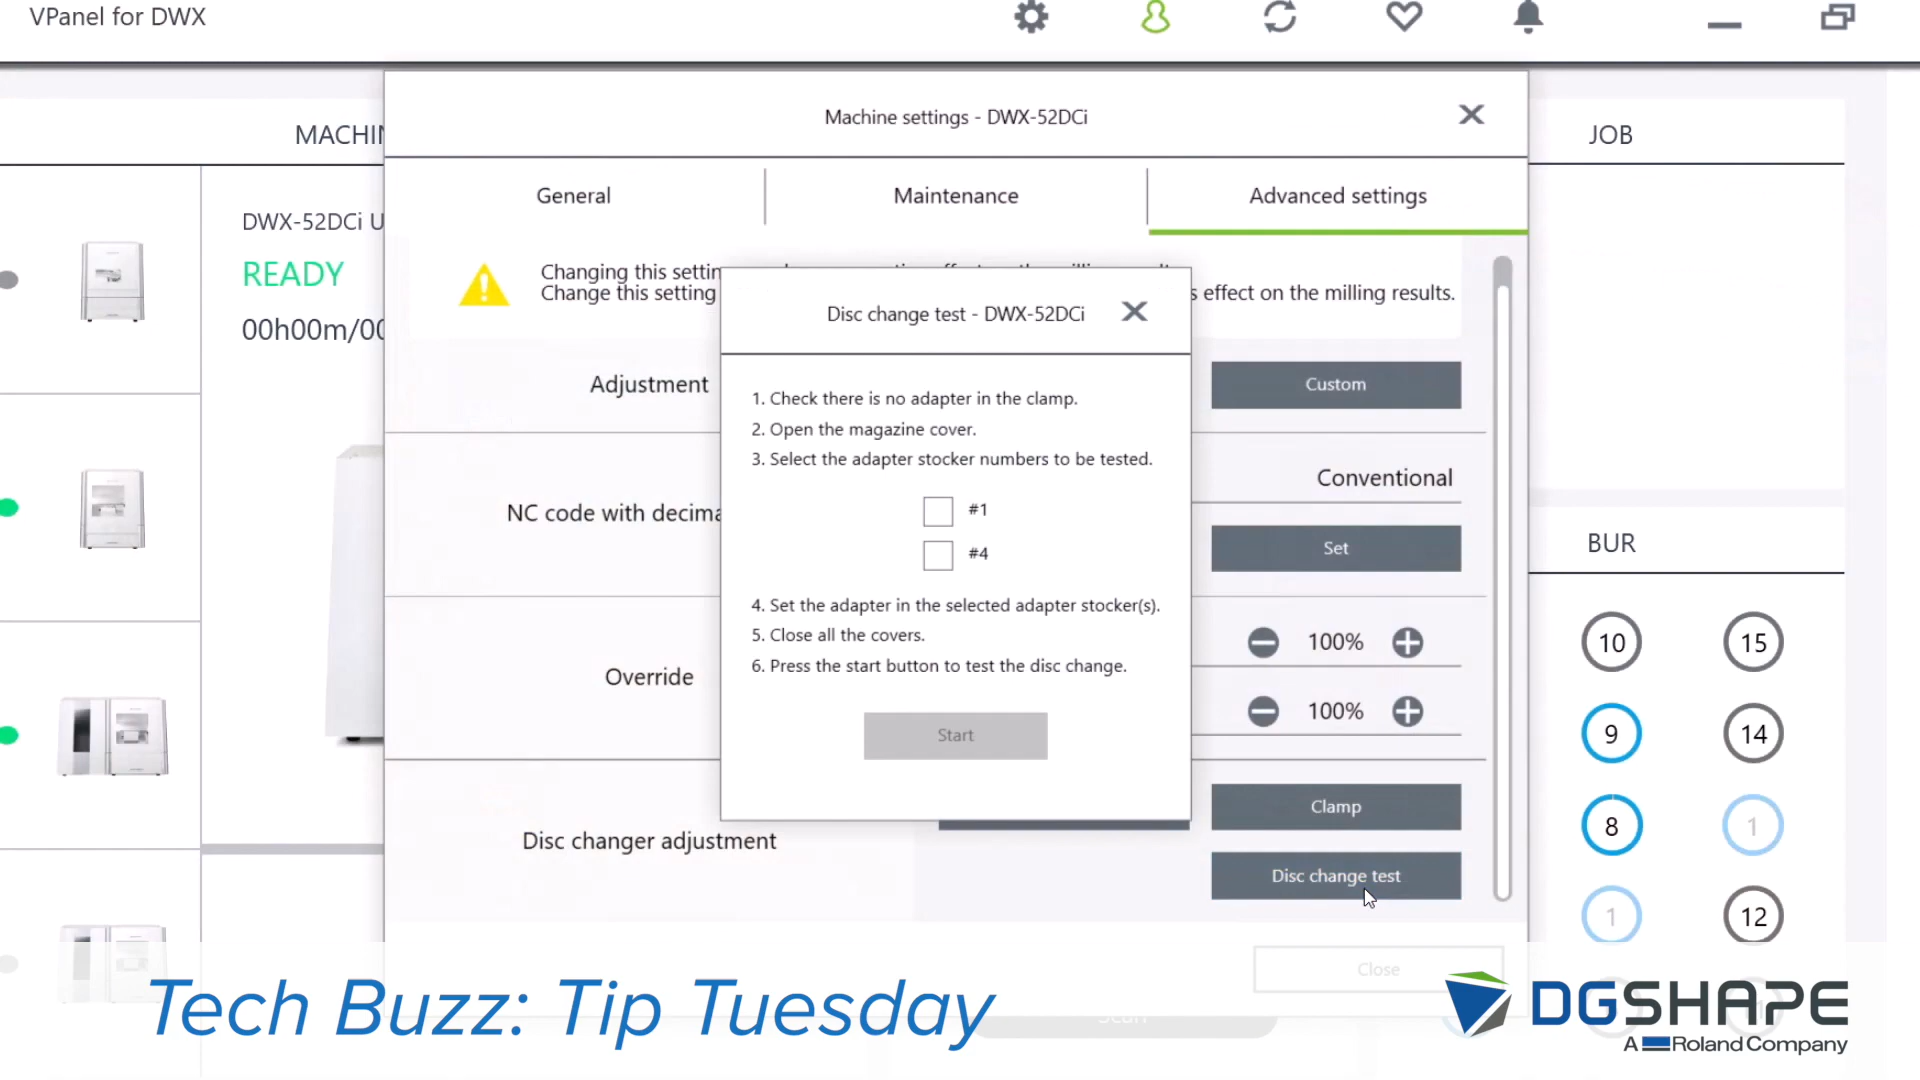 VPanel for DWX
Machine settings - DWX-52DCi
JOB
General
Maintenance
Advanced settings
DWX-52DCi
READY
Changing this
Change this setting
effect on the milling results.
Disc change test - DWX-52DCi
Adjustment
Custom
1. Check there is no adapter in the clamp.
2. Open the magazine cover.
3. Select the adapter stocker numbers to be tested.
#1
#4
4. Set the adapter in the selected adapter stocker(s).
5. Close all the covers.
6. Press the start button to test the disc change.
Start
NC code with
Conventional
Set
BUR
Override
100%
100%
10
15
9
14
8
1
1
12
Disc changer adjustment
Clamp
Disc change test
Close
Tech Buzz: Tip Tuesday
DGSHAPE
A Roland Company